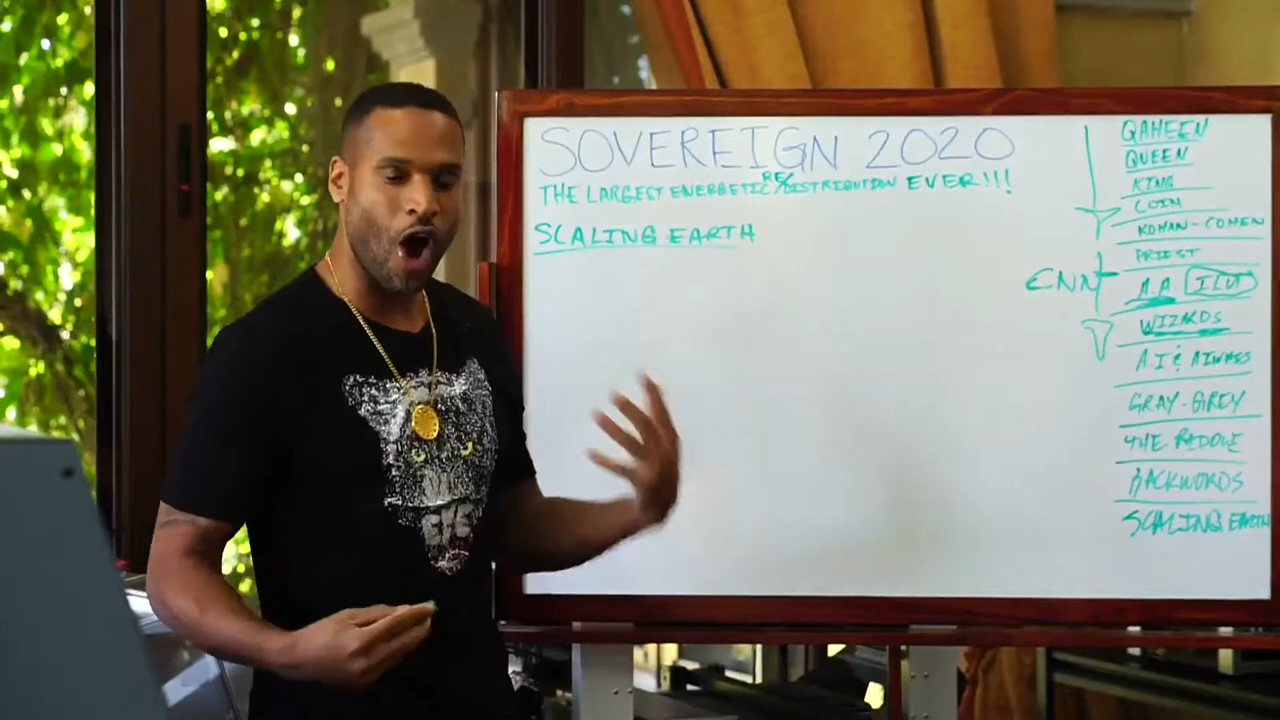 SOVEREIGN 2020
THE LARGEST ENERGETIC RE/DISTRIBUTION EVER!!!
SCALING EARTH
QAHEEN
QUEEN
KING
COIN
KOHAN-COHEN
PRIEST
CNN
A.A.
WIZARDS
A.I & AIWASS
GRAY-GREY
THE RIDDLE
BACKWORDS
SCALING EARTH